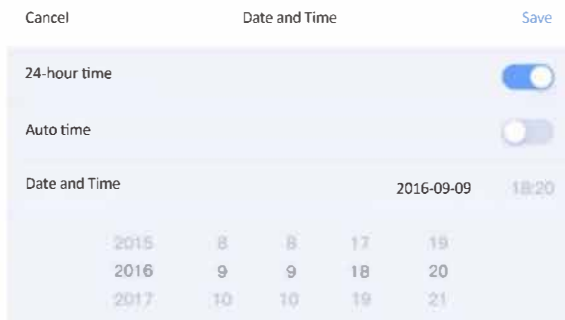 Cancel Date and Time Save
24-hour time
Auto time
Date and Time 2016-09-09 18:20
2015 8 8 17 19
2016 9 9 18 20
2017 10 10 19 21